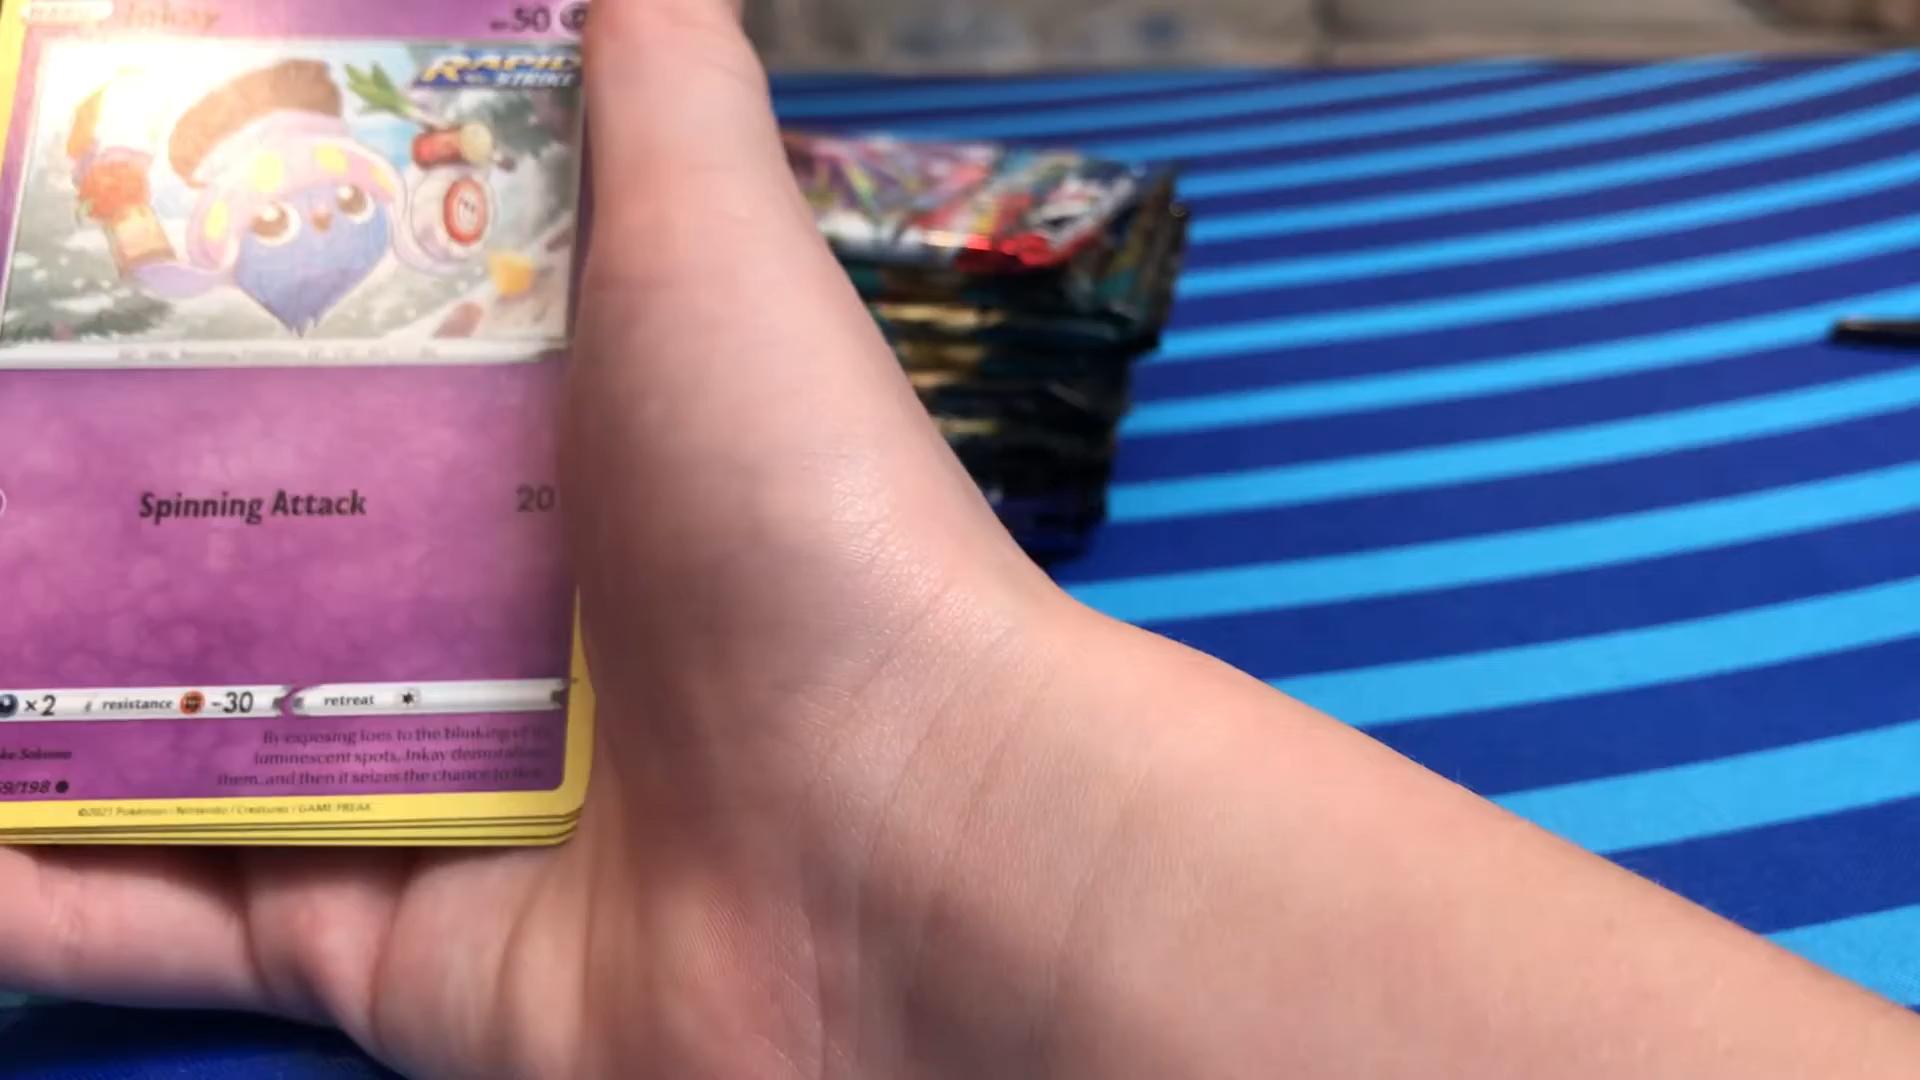 Inkay 50
RAPID
STRIKE
Spinning Attack 20
×2 resistance -30 retreat
By exposing foes to the blinking of its
luminescent spots, Inkay demoralizes
them, and then it seizes the chance to flee.
9/198
©2021 Pokémon / Nintendo / Creatures / GAME FREAK